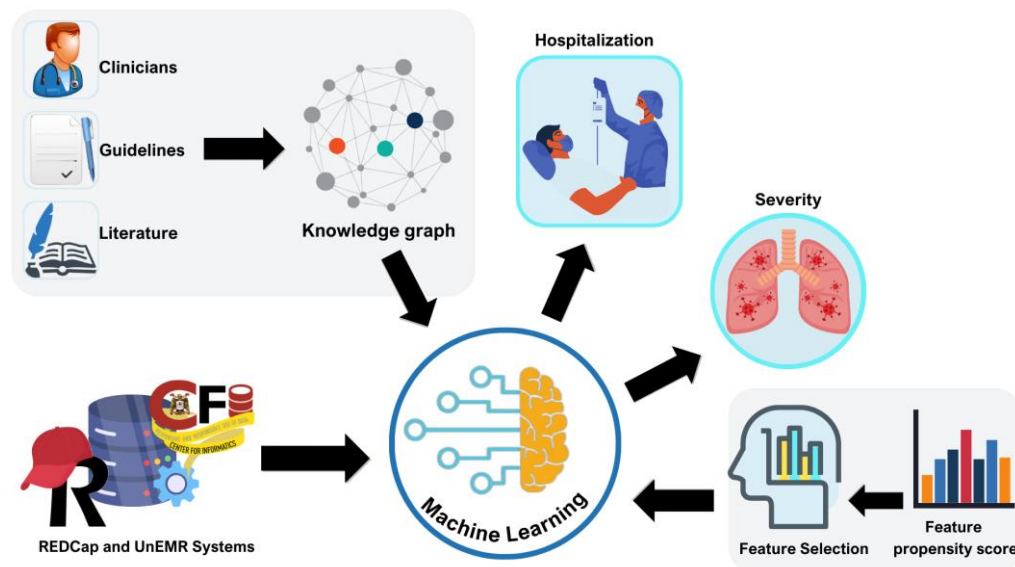 Clinicians
Guidelines
Literature
Knowledge graph
Hospitalization
Severity
CFI
CENTER FOR INFORMATICS
R
REDCap and UnEMR Systems
Machine Learning
Feature Selection
Feature
propensity score